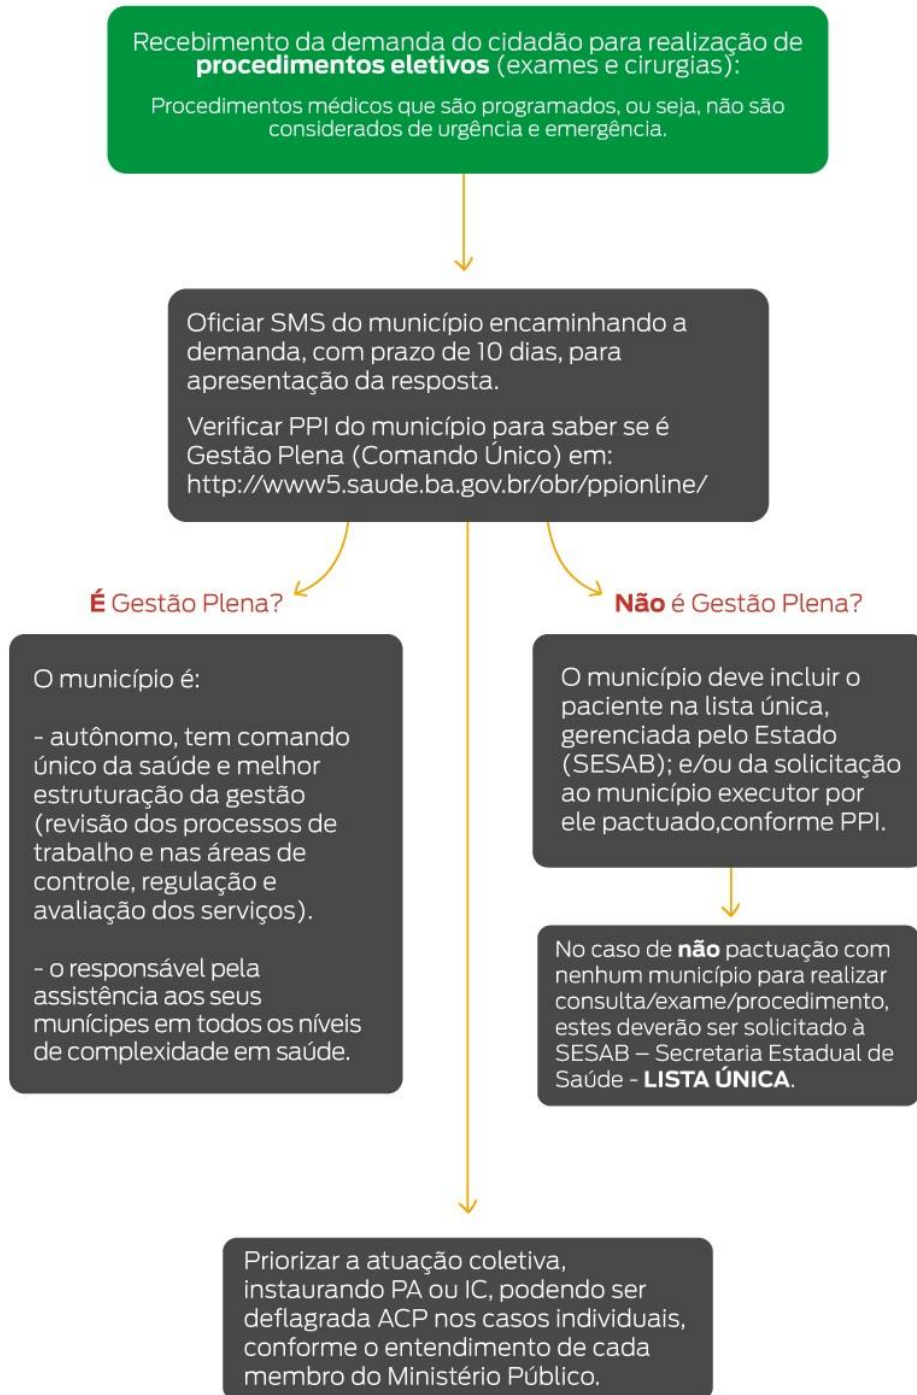 Recebimento da demanda do cidadão para realização de
procedimentos eletivos (exames e cirurgias):
Procedimentos médicos que são programados, ou seja, não são
considerados de urgência e emergência.
Oficiar SMS do município encaminhando a
demanda, com prazo de 10 dias, para
apresentação da resposta.
Verificar PPI do município para saber se é
Gestão Plena (Comando Único) em:
http://www5.saude.ba.gov.br/obr/ppionline/
É Gestão Plena?
O município é:
- autônomo, tem comando
único da saúde e melhor
estruturação da gestão
(revisão dos processos de
trabalho e nas áreas de
controle, regulação e
avaliação dos serviços).
- o responsável pela
assistência aos seus
munícipes em todos os níveis
de complexidade em saúde.
Não é Gestão Plena?
O município deve incluir o
paciente na lista única,
gerenciada pelo Estado
(SESAB); e/ou da solicitação
ao município executor por
ele pactuado,conforme PPI.
No caso de não pactuação com
nenhum município para realizar
consulta/exame/procedimento,
estes deverão ser solicitado à
SESAB – Secretaria Estadual de
Saúde - LISTA ÚNICA.
Priorizar a atuação coletiva,
instaurando PA ou IC, podendo ser
deflagrada ACP nos casos individuais,
conforme o entendimento de cada
membro do Ministério Público.